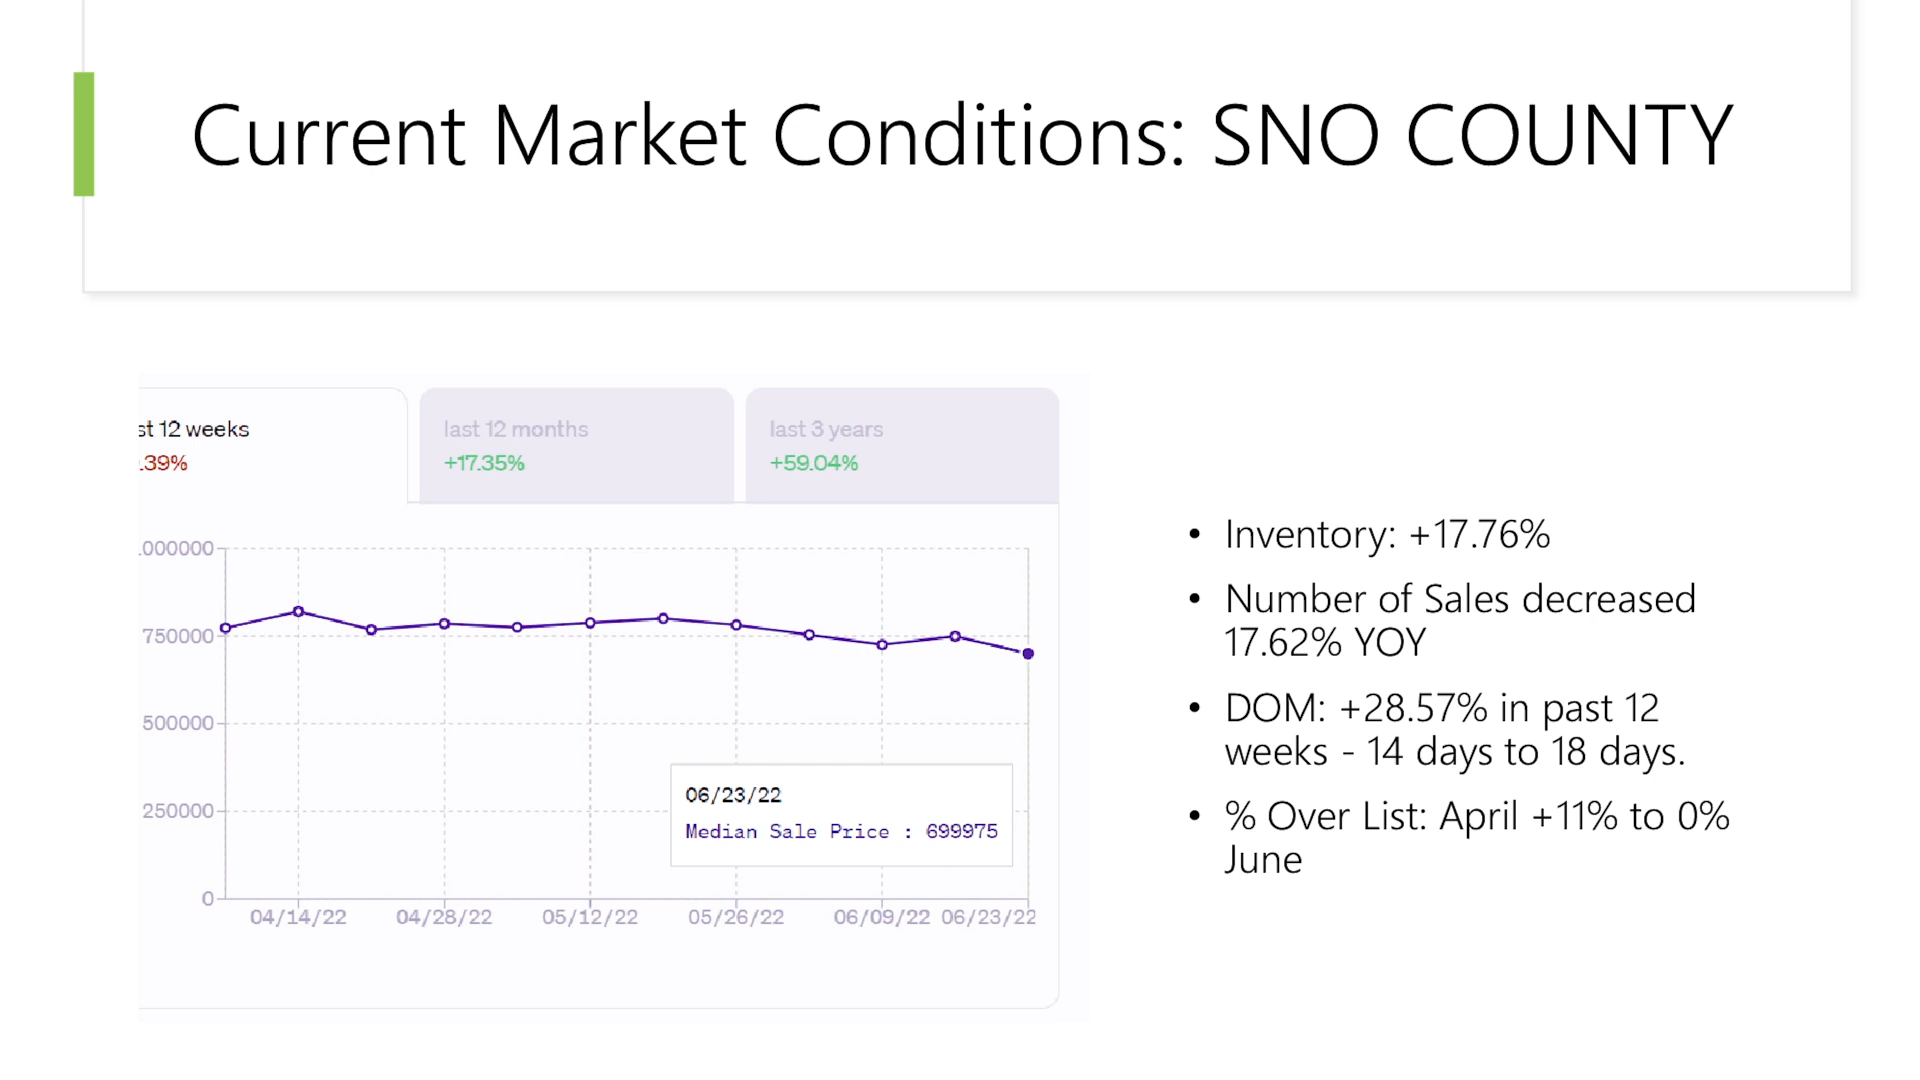 Current Market Conditions: SNO COUNTY
st 12 weeks
.39%
last 12 months
+17.35%
last 3 years
+59.04%
1000000
750000
500000
250000
0
06/23/22
Median Sale Price : 699975
04/14/22 04/28/22 05/12/22 05/26/22 06/09/22 06/23/22
• Inventory: +17.76%
• Number of Sales decreased
17.62% YOY
• DOM: +28.57% in past 12
weeks - 14 days to 18 days.
• % Over List: April +11% to 0%
June